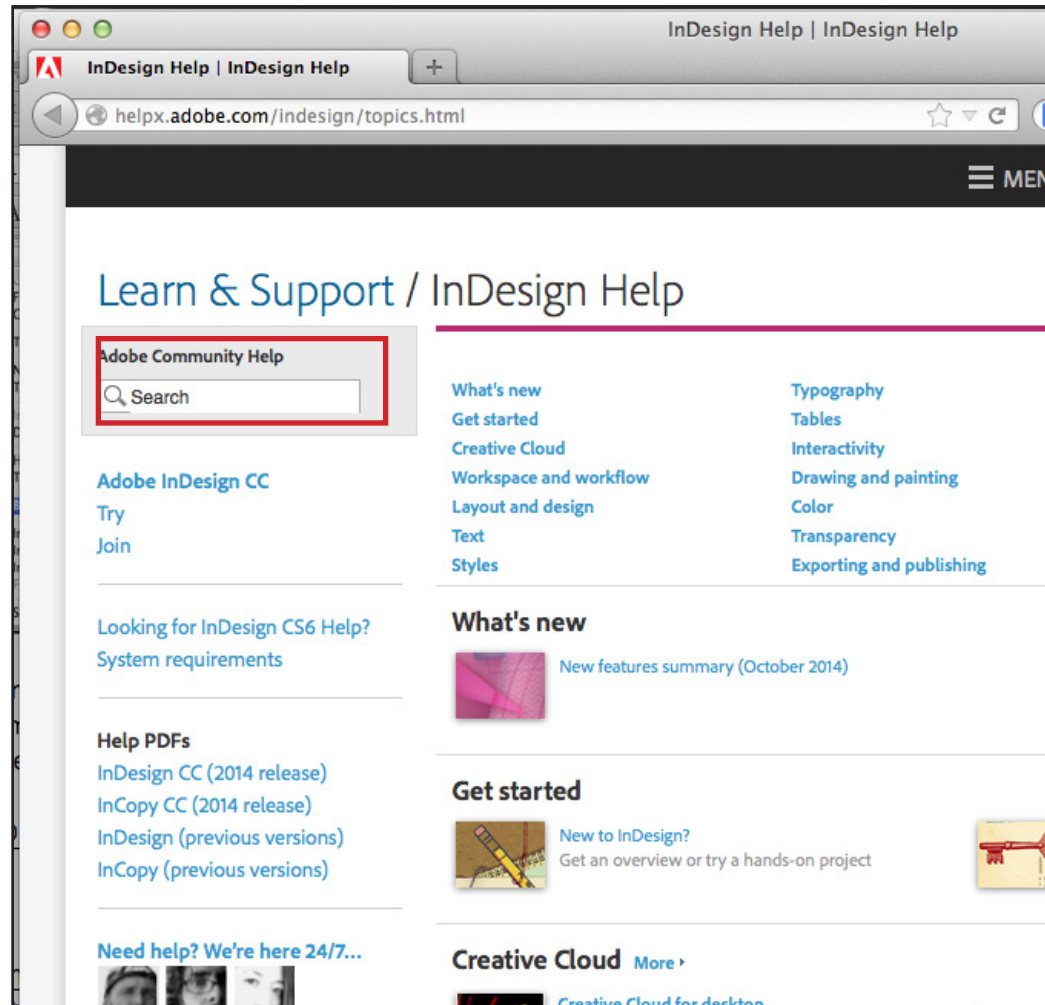 InDesign Help | InDesign Help
InDesign Help | InDesign Help
helpx.adobe.com/indesign/topics.html
Learn & Support / InDesign Help
Adobe Community Help
Search
Adobe InDesign CC
Try
Join
Looking for InDesign CS6 Help?
System requirements
Help PDFs
InDesign CC (2014 release)
InCopy CC (2014 release)
InDesign (previous versions)
InCopy (previous versions)
Need help? We're here 24/7...
What's new
Get started
Creative Cloud
Workspace and workflow
Layout and design
Text
Styles
Typography
Tables
Interactivity
Drawing and painting
Color
Transparency
Exporting and publishing
What's new
New features summary (October 2014)
Get started
New to InDesign?
Get an overview or try a hands-on project
Creative Cloud More
Creative Cloud for desktop